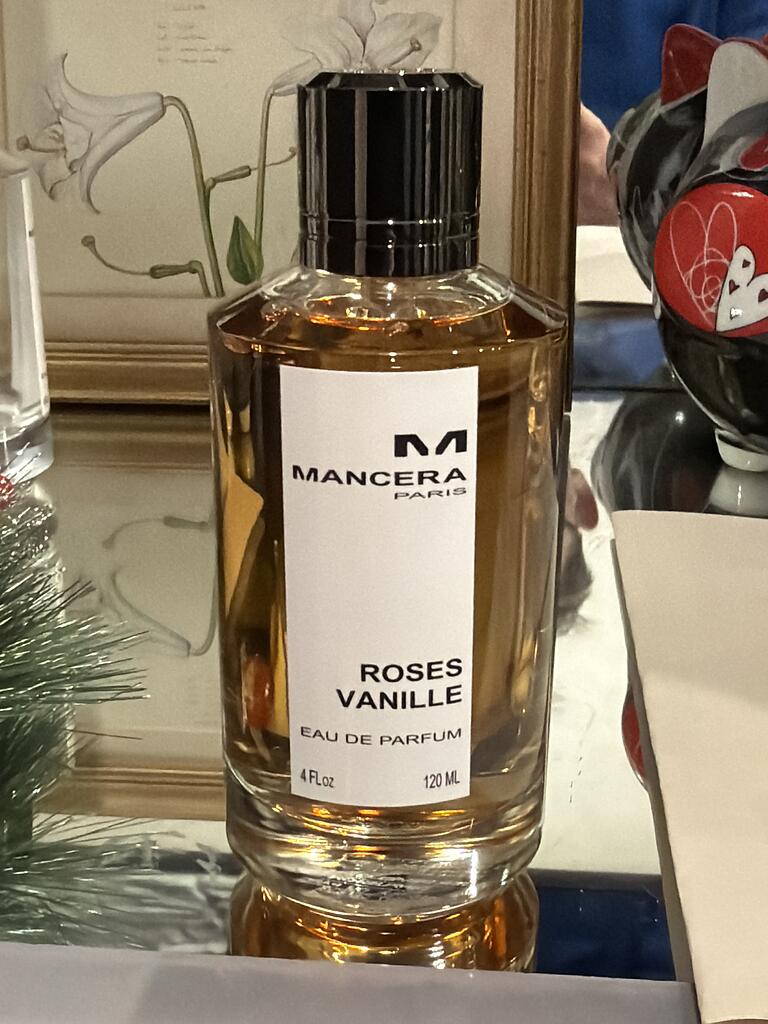 M
MANCERA
PARIS
ROSES
VANILLE
EAU DE PARFUM
4 FLoz 120 ML